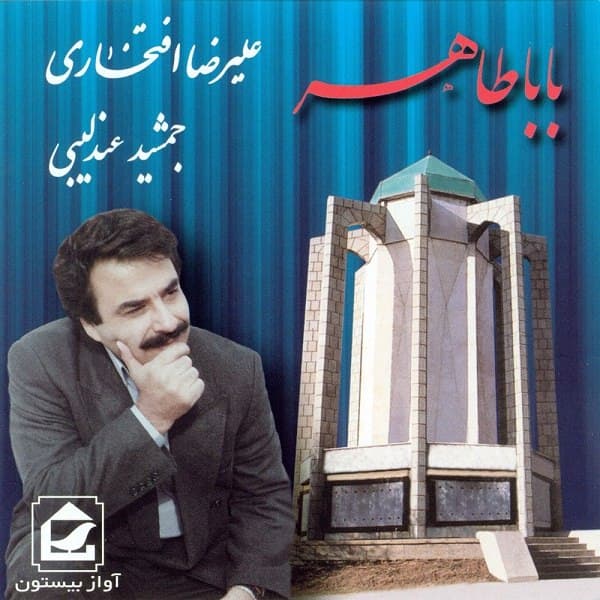 باباطاهر
علیرضا افتخاری
جمشید عندلیبی
آواز بیستون